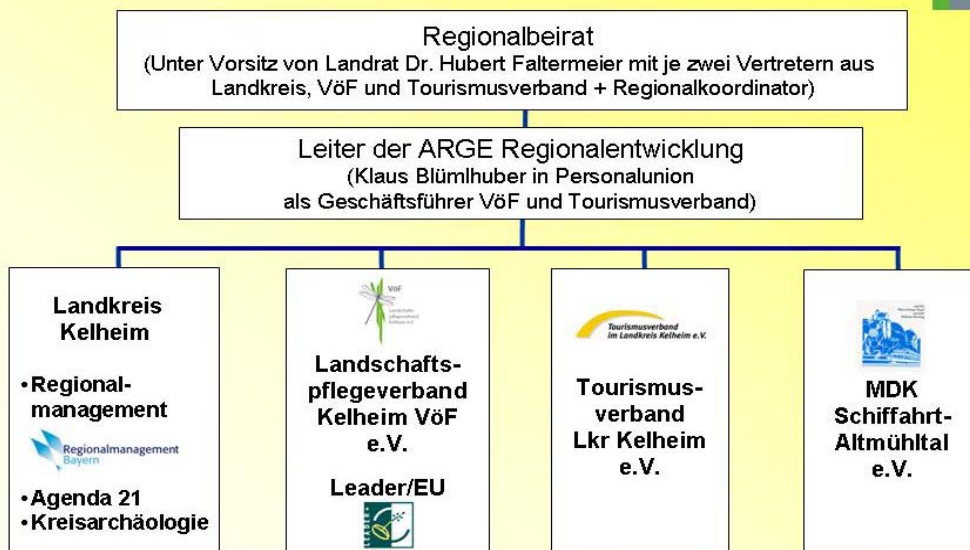 Regionalbeirat
(Unter Vorsitz von Landrat Dr. Hubert Faltermeier mit je zwei Vertretern aus
Landkreis, VöF und Tourismusverband + Regionalkoordinator)
Leiter der ARGE Regionalentwicklung
(Klaus Blümlhuber in Personalunion
als Geschäftsführer VöF und Tourismusverband)
Landkreis
Kelheim
•Regional-
management
Regionalmanagement
Bayern
•Agenda 21
•Kreisarchäologie
VöF
Landschafts-
pflegeverband
Kelheim VöF
e.V.
Leader/EU
LEADER
Tourismusverband
im Landkreis Kelheim e.V.
Tourismus-
verband
Lkr Kelheim
e.V.
MDK
Schiffahrt-
Altmühltal
e.V.